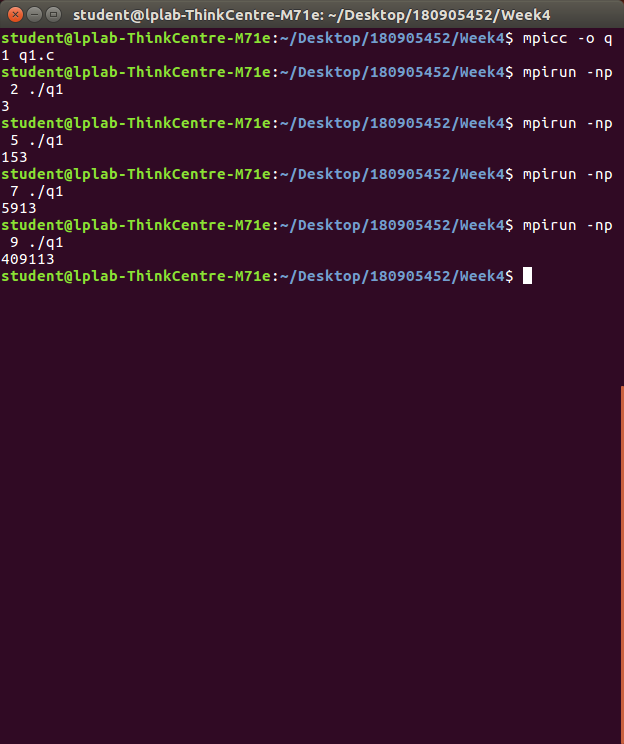 student@lplab-ThinkCentre-M71e: ~/Desktop/180905452/Week4
student@lplab-ThinkCentre-M71e:~/Desktop/180905452/Week4$ mpicc -o q
1 q1.c
student@lplab-ThinkCentre-M71e:~/Desktop/180905452/Week4$ mpirun -np
 2 ./q1
3
student@lplab-ThinkCentre-M71e:~/Desktop/180905452/Week4$ mpirun -np
 5 ./q1
153
student@lplab-ThinkCentre-M71e:~/Desktop/180905452/Week4$ mpirun -np
 7 ./q1
5913
student@lplab-ThinkCentre-M71e:~/Desktop/180905452/Week4$ mpirun -np
 9 ./q1
409113
student@lplab-ThinkCentre-M71e:~/Desktop/180905452/Week4$